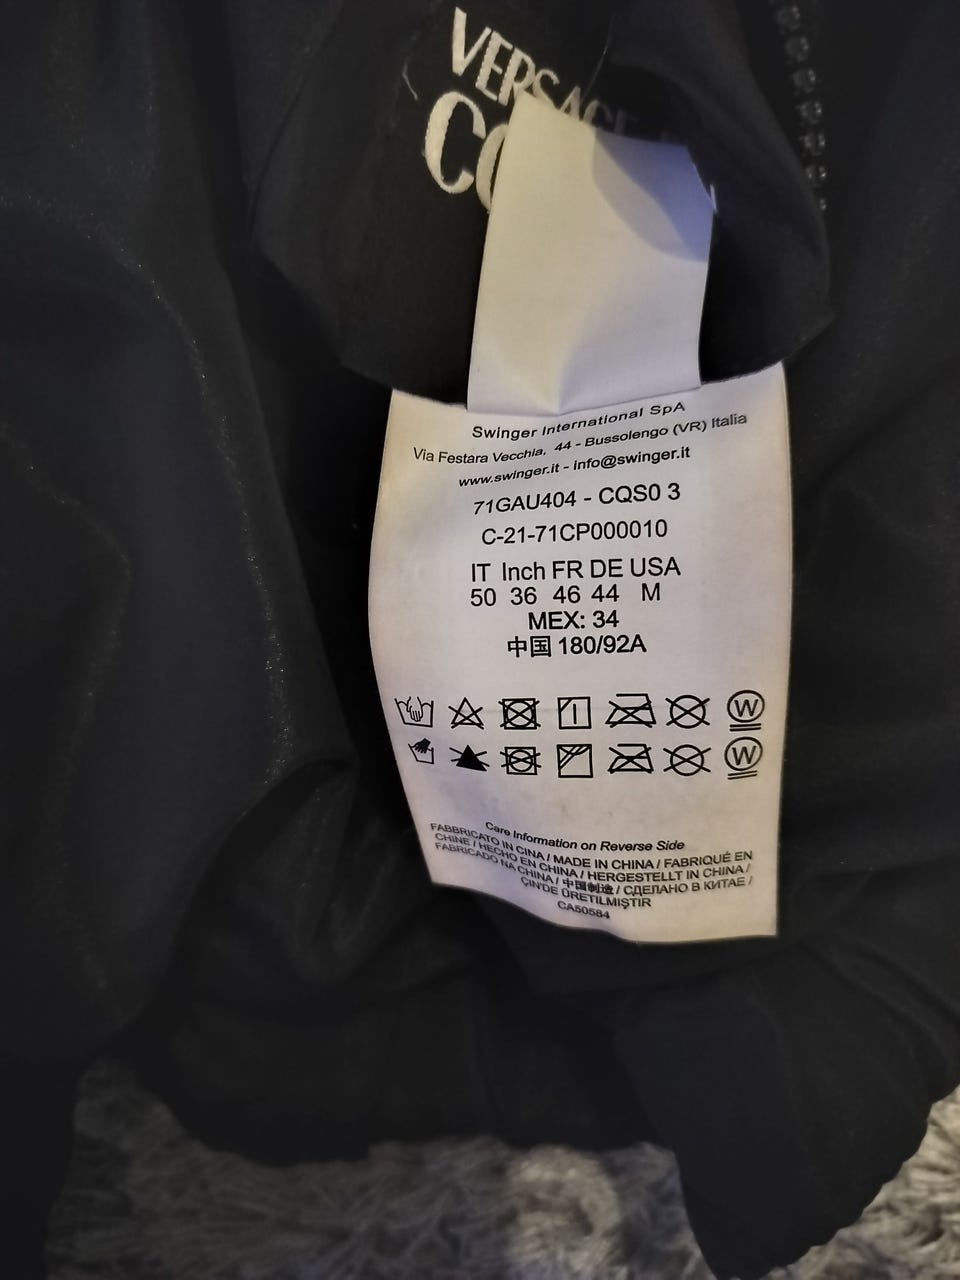 VERSACE
CO
Swinger International SpA
Via Festara Vecchia, 44 - Bussolengo (VR) Italia
www.swinger.it - info@swinger.it
71GAU404 - CQS0 3
C-21-71CP000010
IT Inch FR DE USA
50 36 46 44 M
MEX: 34
中国 180/92A
W
W
Care Information on Reverse Side
FABBRICATO IN CINA / MADE IN CHINA / FABRIQUÉ EN
CHINE / HECHO EN CHINA / HERGESTELLT IN CHINA /
FABRICADO NA CHINA / 中国制造 / СДЕЛАНО В КИТАЕ /
ÇIN'DE ÜRETILMIŞTIR
CA50584